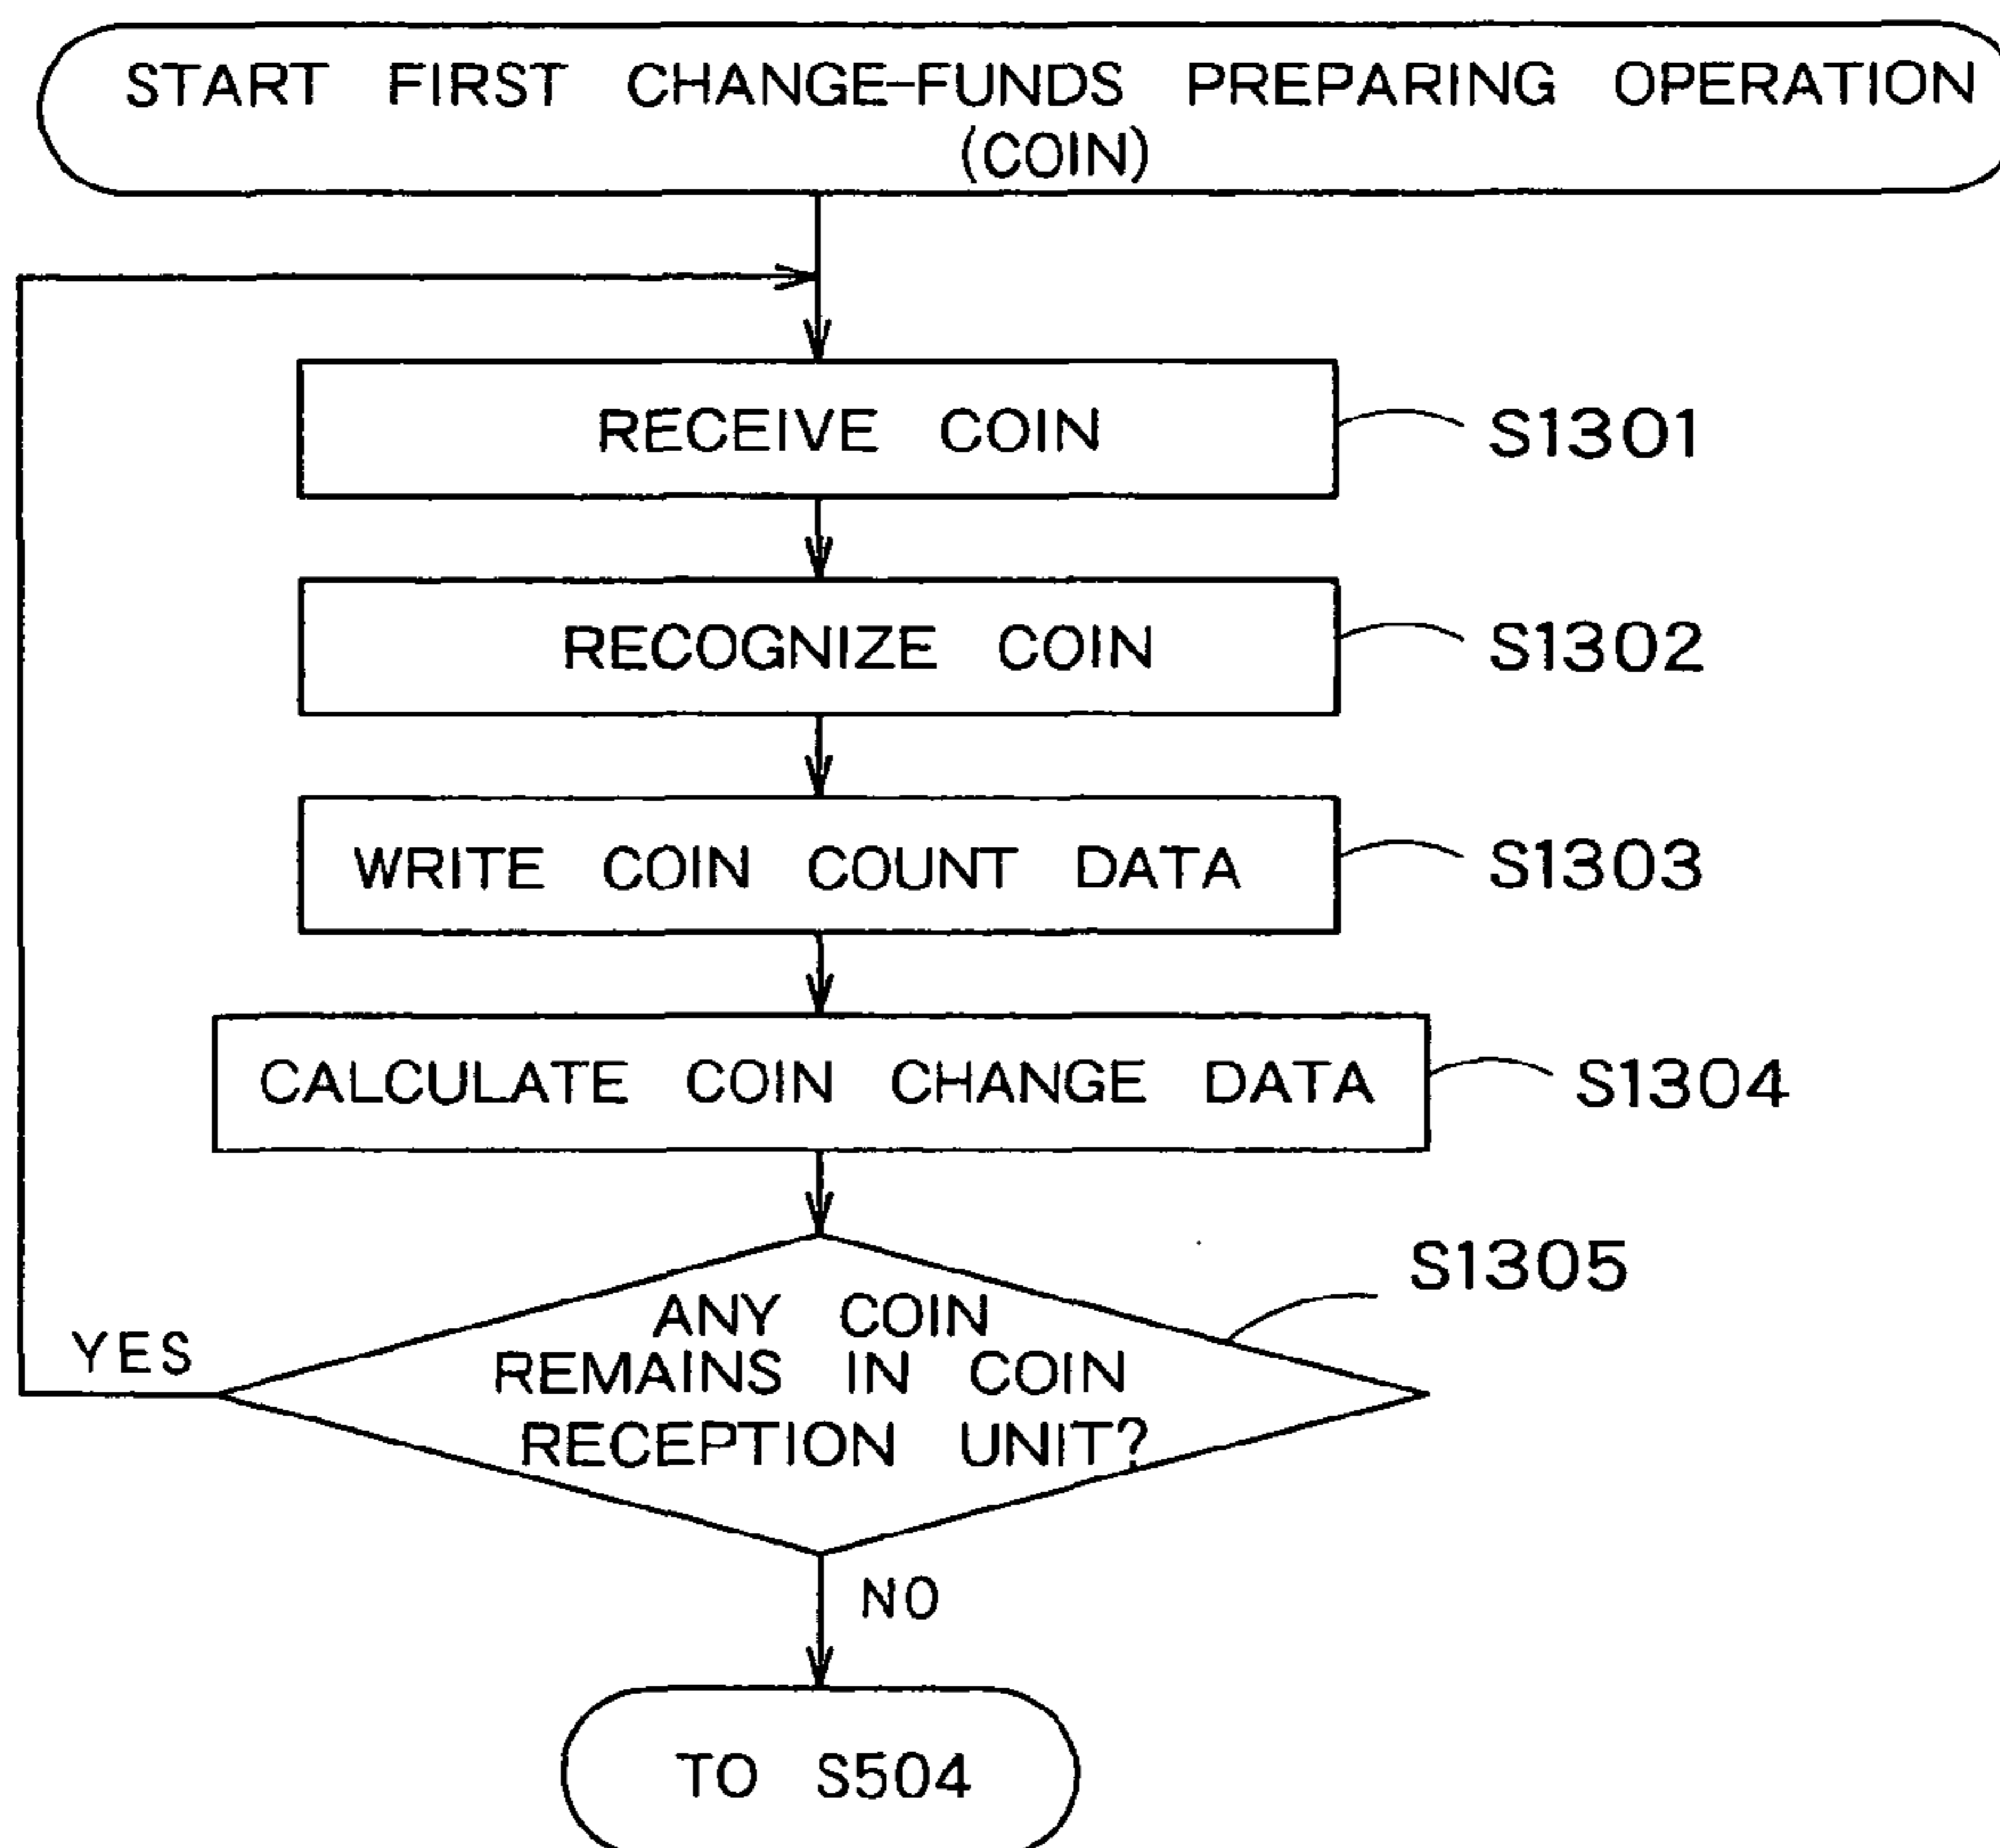 START FIRST CHANGE-FUNDS PREPARING OPERATION
(COIN)
RECEIVE COIN
S1301
RECOGNIZE COIN
S1302
WRITE COIN COUNT DATA
S1303
CALCULATE COIN CHANGE DATA
S1304
S1305
ANY COIN
REMAINS IN COIN
RECEPTION UNIT?
YES
NO
TO S504